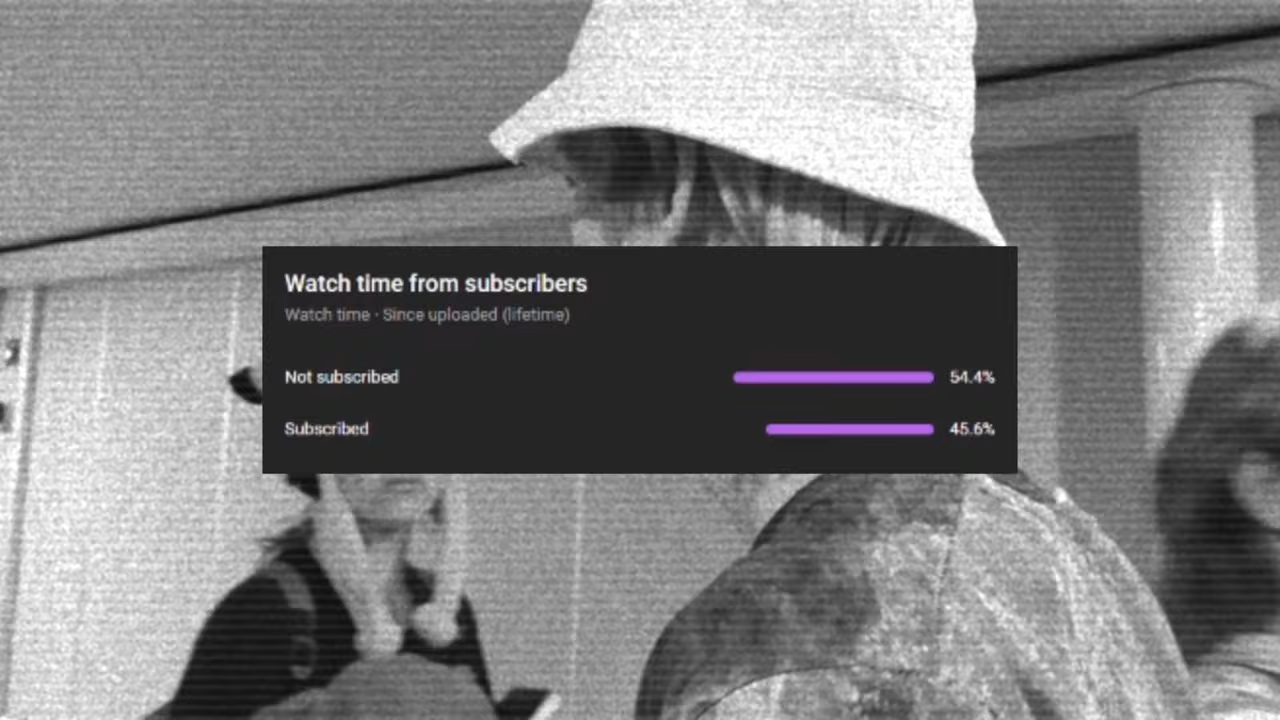 Watch time from subscribers
Watch time · Since uploaded (lifetime)
Not subscribed 54.4%
Subscribed 45.6%